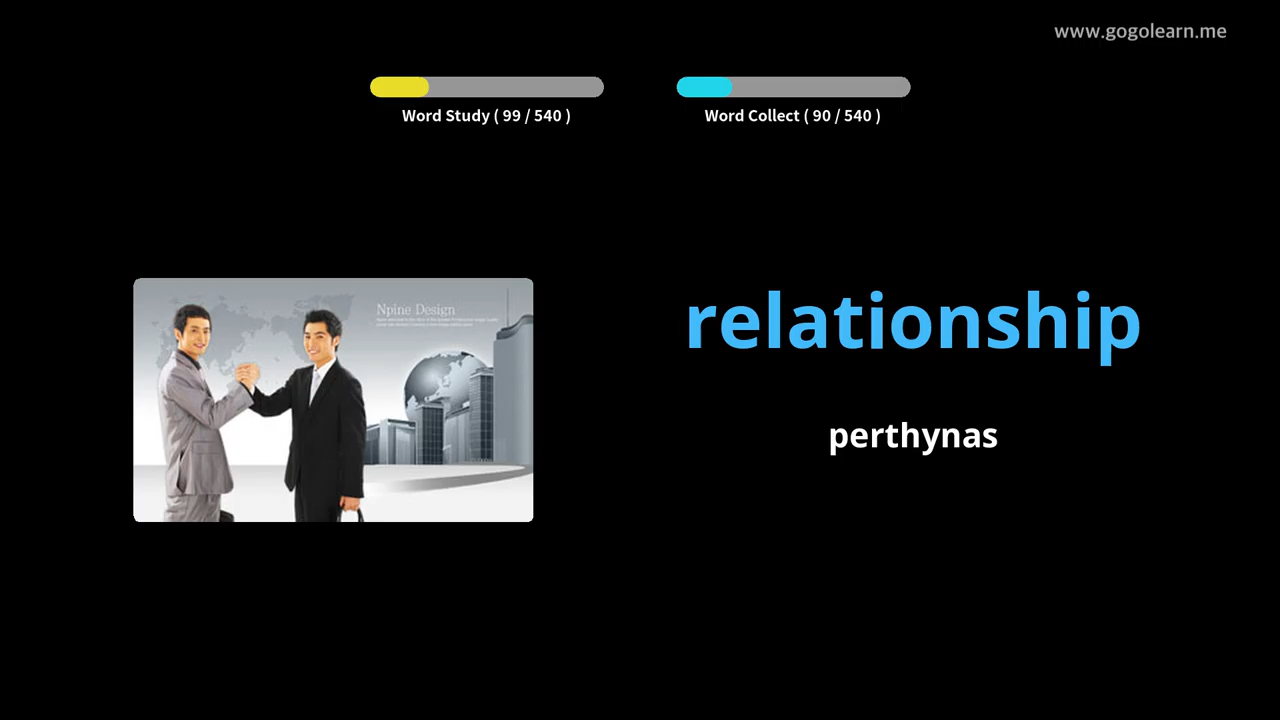 www.gogolearn.me
Word Study ( 99 / 540 )
Word Collect ( 90 / 540 )
Npine Design
relationship
perthynas